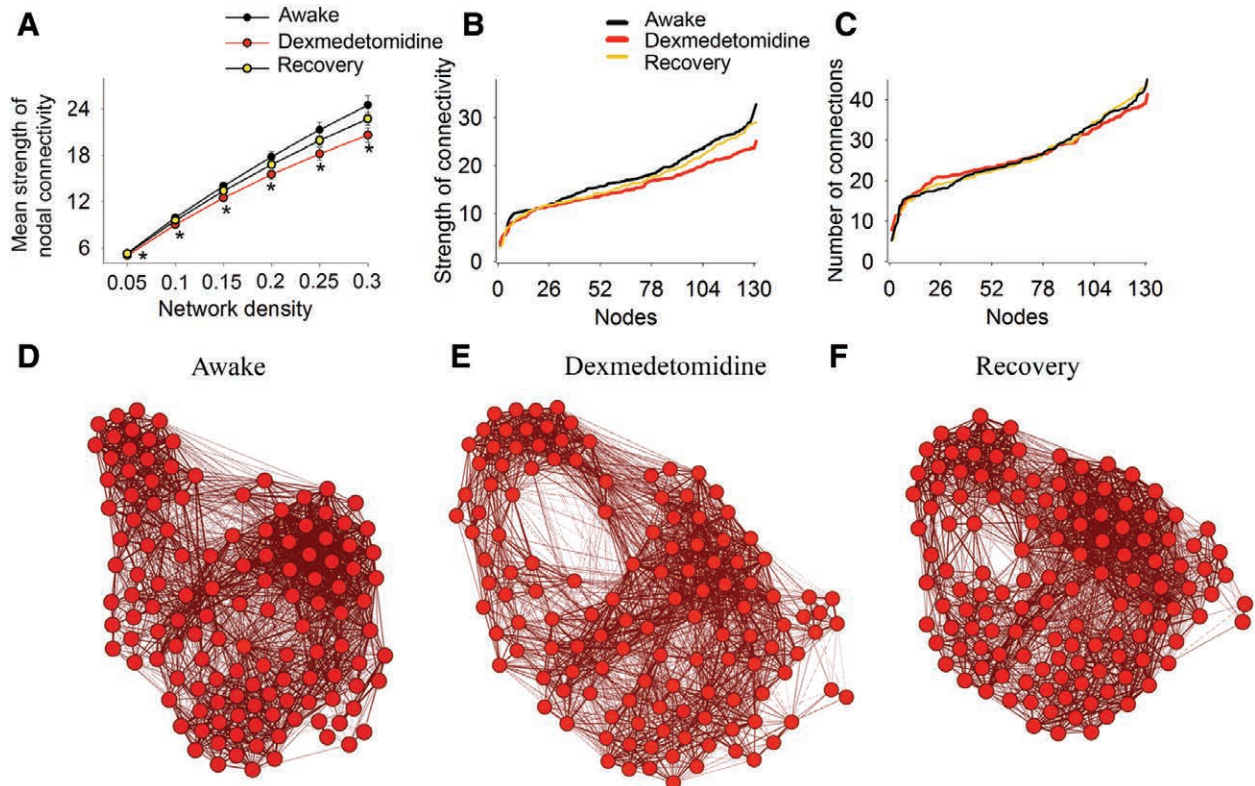 A
Awake
Dexmedetomidine
Recovery
Mean strength of
nodal connectivity
24
18
12
6
*
*
*
*
*
*
0.05 0.1 0.15 0.2 0.25 0.3
Network density
B
Awake
Dexmedetomidine
Recovery
Strength of connectivity
30
20
10
0
0 26 52 78 104 130
Nodes
C
Number of connections
40
30
20
10
0
0 26 52 78 104 130
Nodes
D
Awake
E
Dexmedetomidine
F
Recovery